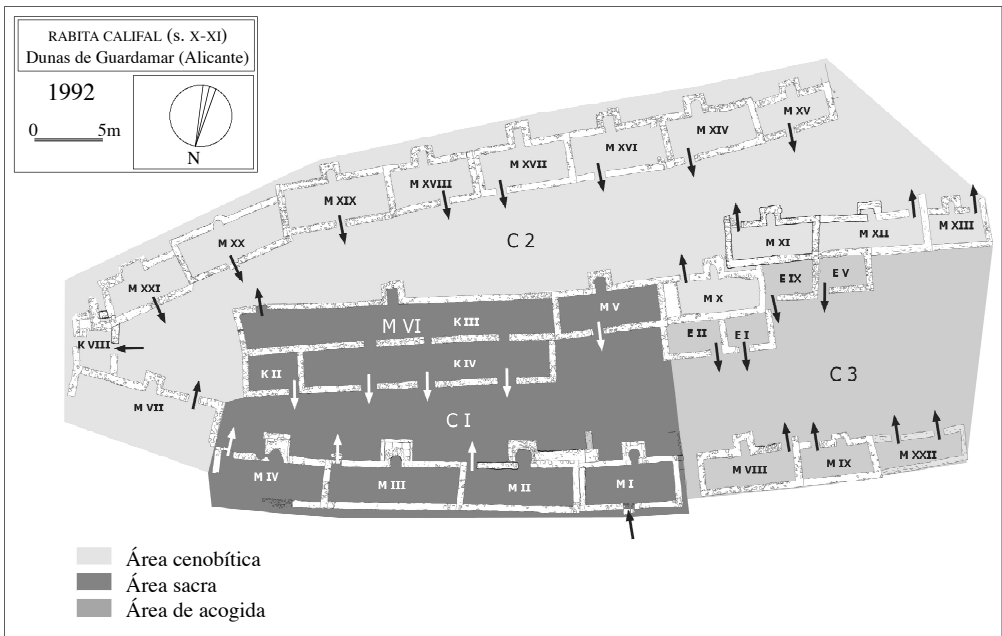 RABITA CALIFAL (s. X-XI)
Dunas de Guardamar (Alicante)
1992
0 5m
N
M XV
M XIV
M XVI
M XVII
M XVIII
M XIX
M XX
M XXI
K VIII
M VII
C 2
M XI
M XII
M XIII
E IX
E V
M X
E II
E I
M V
M VI
K III
K II
K IV
C I
C 3
M IV
M III
M II
M I
M VIII
M IX
M XXII
Área cenobítica
Área sacra
Área de acogida